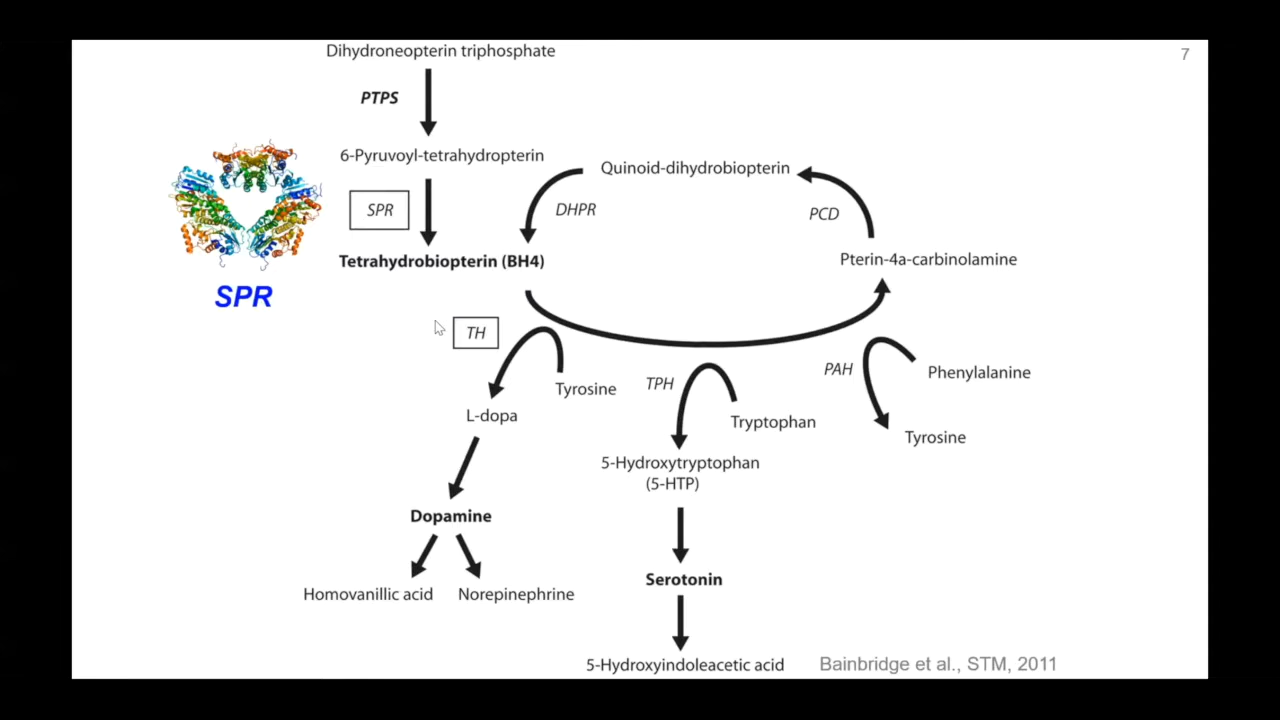 Dihydroneopterin triphosphate
7
PTPS
6-Pyruvoyl-tetrahydropterin
Quinoid-dihydrobiopterin
SPR
DHPR
PCD
Tetrahydrobiopterin (BH4)
Pterin-4a-carbinolamine
SPR
TH
Tyrosine
TPH
PAH
Phenylalanine
L-dopa
Tryptophan
Tyrosine
5-Hydroxytryptophan
(5-HTP)
Dopamine
Serotonin
Homovanillic acid
Norepinephrine
5-Hydroxyindoleacetic acid
Bainbridge et al., STM, 2011